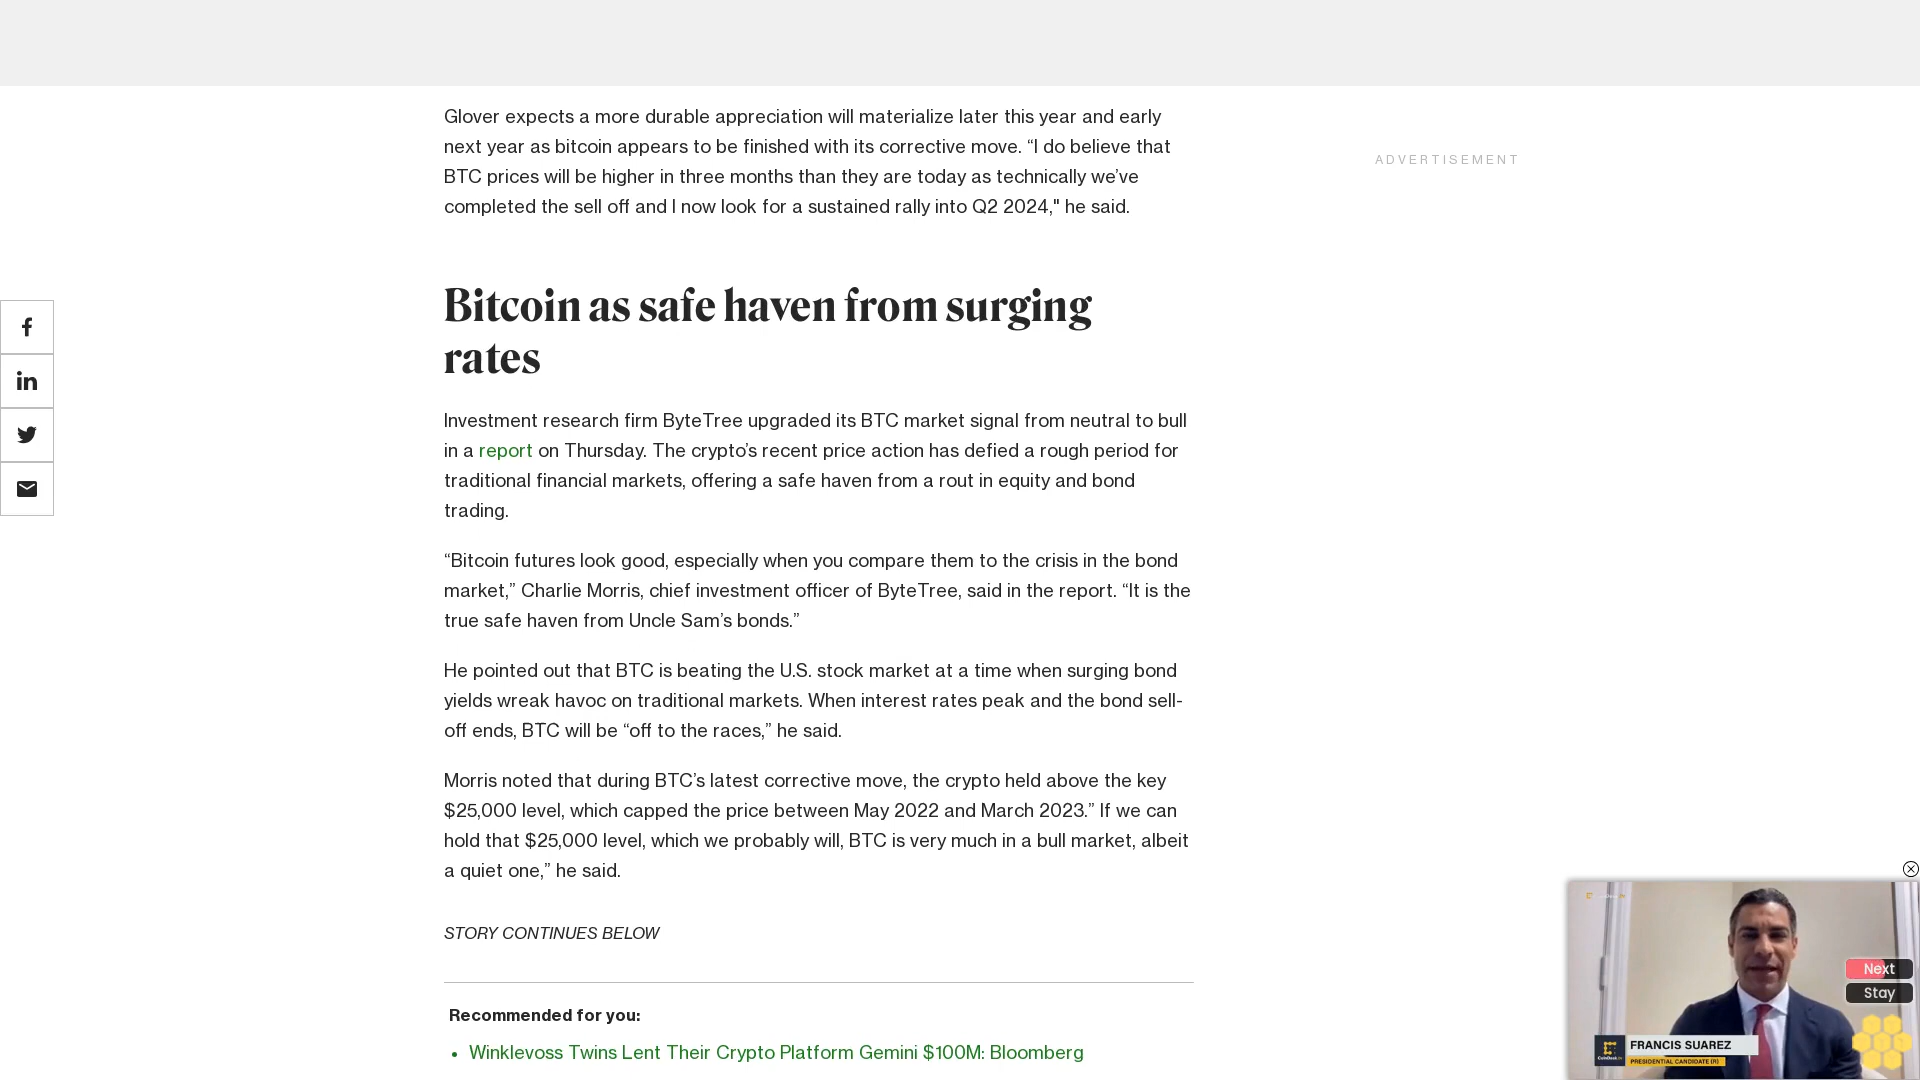 Glover expects a more durable appreciation will materialize later this year and early
next year as bitcoin appears to be finished with its corrective move. “I do believe that
BTC prices will be higher in three months than they are today as technically we’ve
completed the sell off and I now look for a sustained rally into Q2 2024," he said.
ADVERTISEMENT
Bitcoin as safe haven from surging
rates
Investment research firm ByteTree upgraded its BTC market signal from neutral to bull
in a report on Thursday. The crypto’s recent price action has defied a rough period for
traditional financial markets, offering a safe haven from a rout in equity and bond
trading.
“Bitcoin futures look good, especially when you compare them to the crisis in the bond
market,” Charlie Morris, chief investment officer of ByteTree, said in the report. “It is the
true safe haven from Uncle Sam’s bonds.”
He pointed out that BTC is beating the U.S. stock market at a time when surging bond
yields wreak havoc on traditional markets. When interest rates peak and the bond sell-
off ends, BTC will be “off to the races,” he said.
Morris noted that during BTC’s latest corrective move, the crypto held above the key
$25,000 level, which capped the price between May 2022 and March 2023.” If we can
hold that $25,000 level, which we probably will, BTC is very much in a bull market, albeit
a quiet one,” he said.
STORY CONTINUES BELOW
Recommended for you:
Winklevoss Twins Lent Their Crypto Platform Gemini $100M: Bloomberg
Next
Stay
FRANCIS SUAREZ
PRESIDENTIAL CANDIDATE (R)